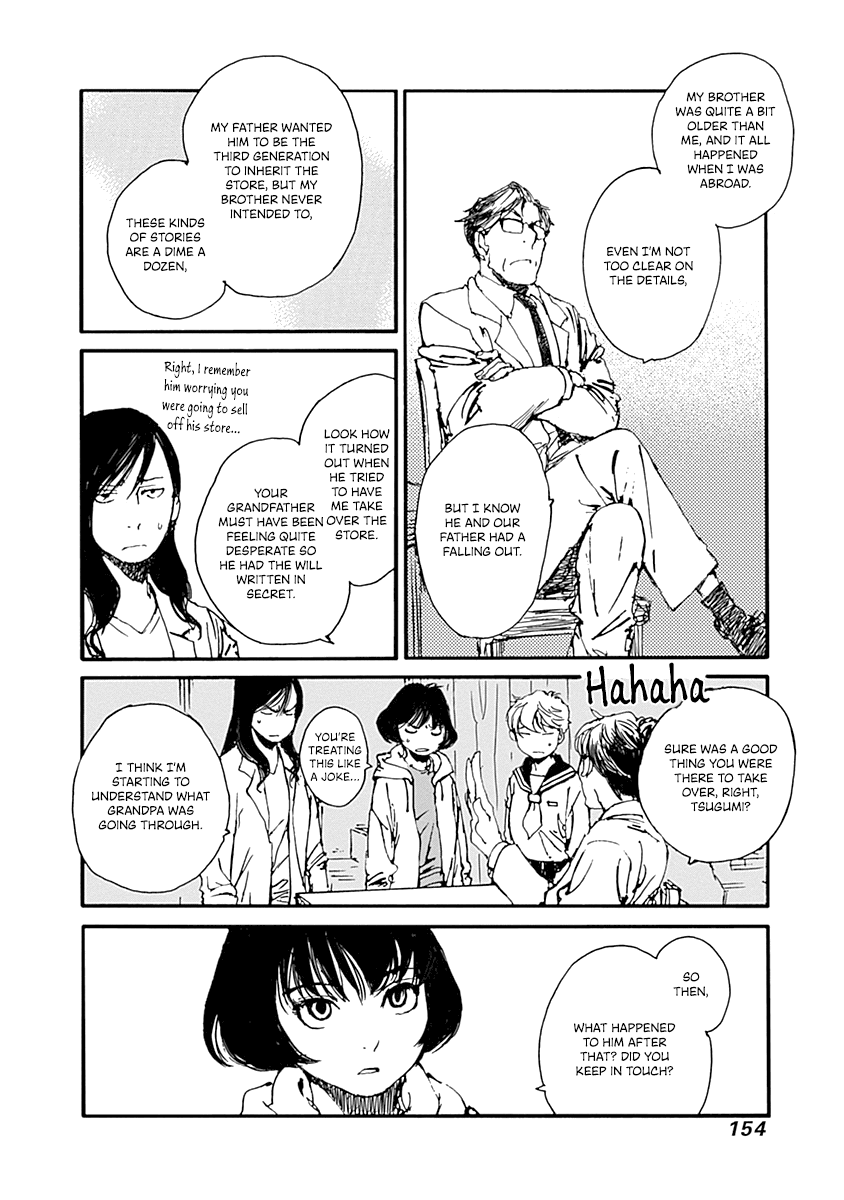 MY BROTHER
WAS QUITE A BIT
OLDER THAN
ME, AND IT ALL
HAPPENED
WHEN I WAS
ABROAD.
EVEN I'M NOT
TOO CLEAR ON
THE DETAILS,
BUT I KNOW
HE AND OUR
FATHER HAD A
FALLING OUT.
MY FATHER WANTED
HIM TO BE THE
THIRD GENERATION
TO INHERIT THE
STORE, BUT MY
BROTHER NEVER
INTENDED TO,
THESE KINDS
OF STORIES
ARE A DIME A
DOZEN,
LOOK HOW
IT TURNED
OUT WHEN
HE TRIED
TO HAVE
ME TAKE
OVER THE
STORE.
YOUR
GRANDFATHER
MUST HAVE BEEN
FEELING QUITE
DESPERATE SO
HE HAD THE WILL
WRITTEN IN
SECRET.
Right, I remember
him worrying you
were going to sell
off his store...
Hahaha
SURE WAS A GOOD
THING YOU WERE
THERE TO TAKE
OVER, RIGHT,
TSUGUMI?
YOU'RE
TREATING
THIS LIKE
A JOKE...
I THINK I'M
STARTING TO
UNDERSTAND WHAT
GRANDPA WAS
GOING THROUGH.
SO
THEN,
WHAT HAPPENED
TO HIM AFTER
THAT? DID YOU
KEEP IN TOUCH?
154